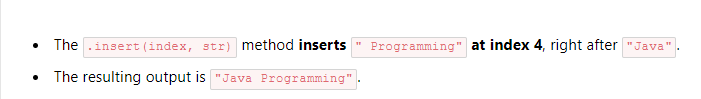 • The .insert(index, str) method inserts " Programming" at index 4, right after "Java".
• The resulting output is "Java Programming".